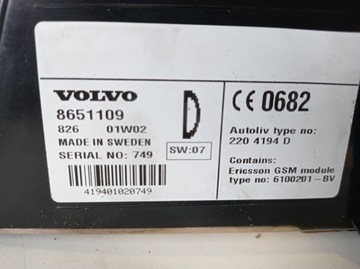 VOLVO
8651109
826 01W02
MADE IN SWEDEN
SERIAL NO: 749
SW:07
419401020749
D
CE 0682
Autoliv type no:
220 4194 D
Contains:
Ericsson GSM module
type no: 6100201-BV